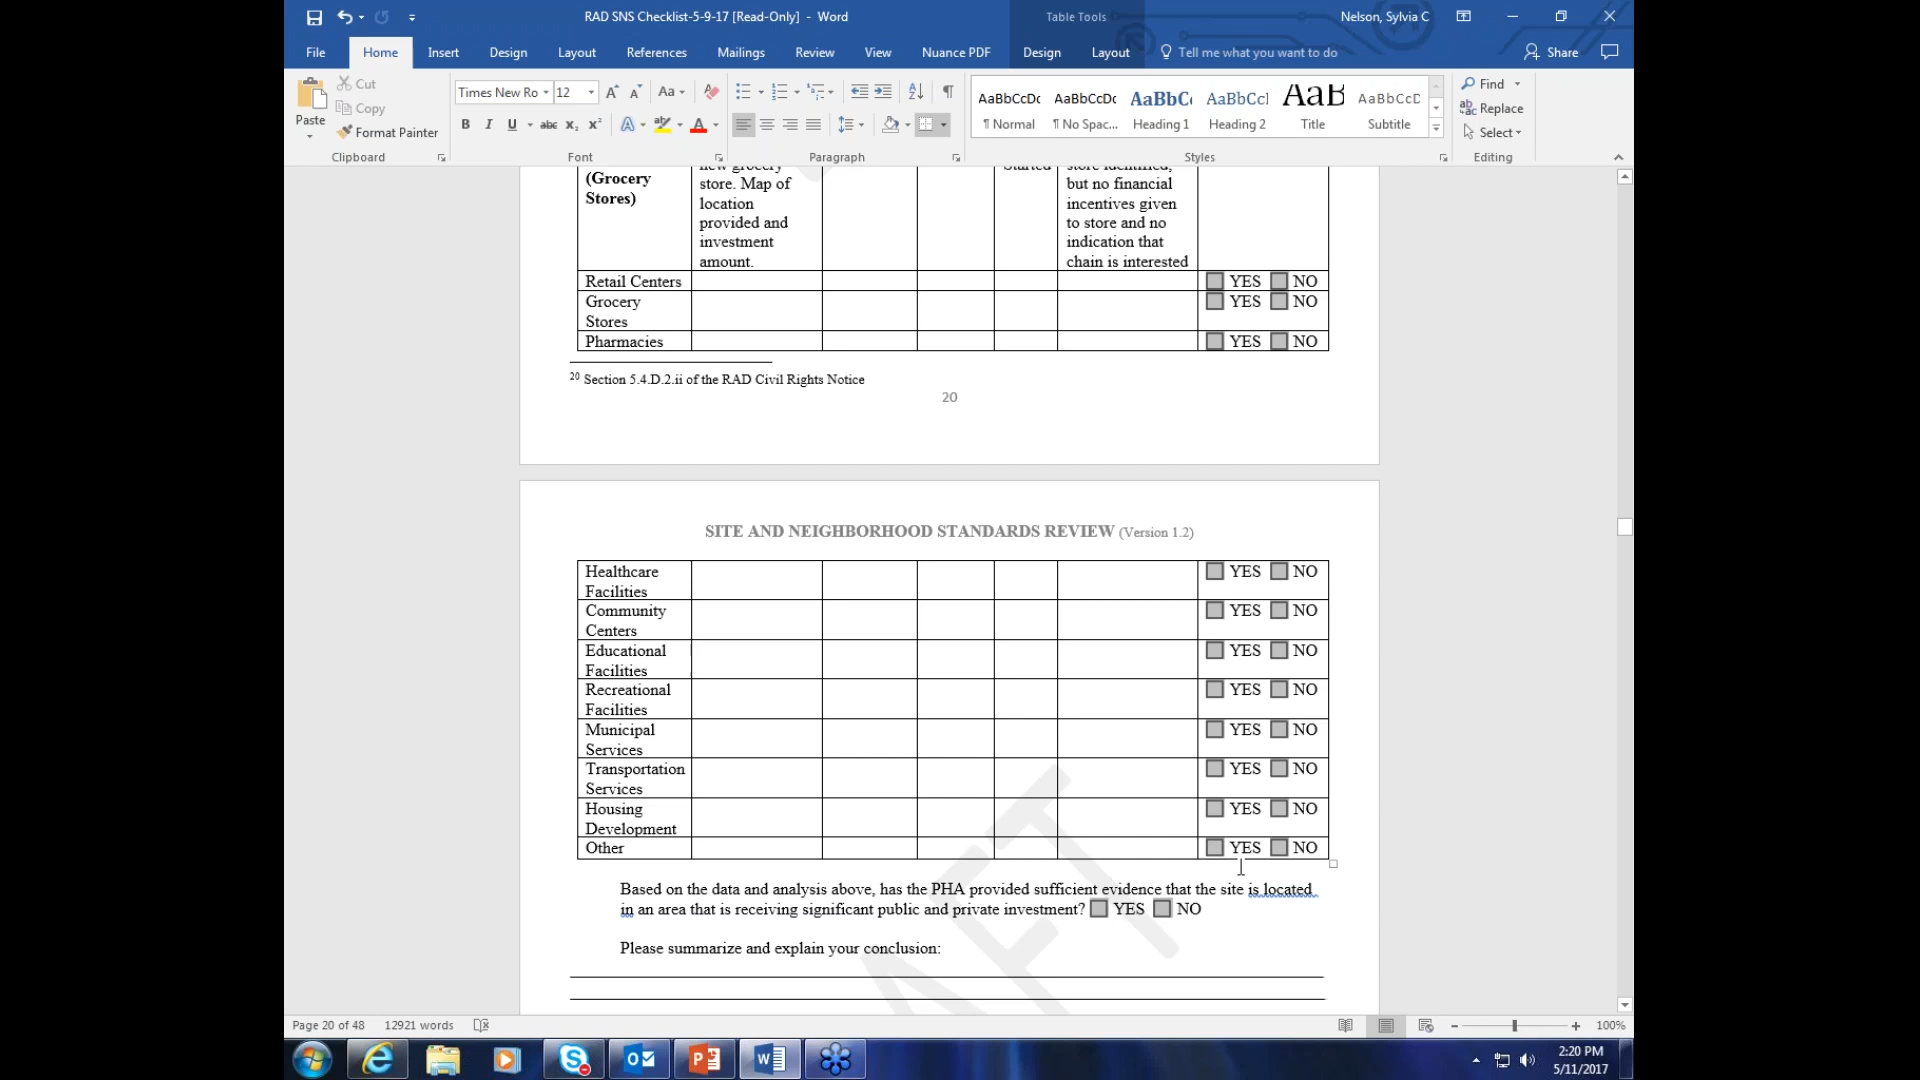 RAD SNS Checklist-5-9-17 [Read-Only] - Word
Table Tools
Nelson, Sylvia C
File Home Insert Design Layout References Mailings Review View Nuance PDF Design Layout Tell me what you want to do Share
Paste
Cut
Copy
Format Painter
Times New Ro 12
Aa
B I U abc x₂ x² A aby A
AaBbCcDc AaBbCcDc AaBbC AaBbCcl AaB AaBbCcD
¶ Normal ¶ No Spac... Heading 1 Heading 2 Title Subtitle
Find
Replace
Select
Clipboard Font Paragraph Styles Editing
new grocery Started store identified,
(Grocery store. Map of but no financial
Stores) location incentives given
provided and to store and no
investment indication that
amount. chain is interested
Retail Centers YES NO
Grocery YES NO
Stores
Pharmacies YES NO
20 Section 5.4.D.2.ii of the RAD Civil Rights Notice
20
SITE AND NEIGHBORHOOD STANDARDS REVIEW (Version 1.2)
Healthcare YES NO
Facilities
Community YES NO
Centers
Educational YES NO
Facilities
Recreational YES NO
Facilities
Municipal YES NO
Services
Transportation YES NO
Services
Housing YES NO
Development
Other YES NO
Based on the data and analysis above, has the PHA provided sufficient evidence that the site is located
in an area that is receiving significant public and private investment? YES NO
Please summarize and explain your conclusion:
Page 20 of 48 12921 words 100%
2:20 PM
5/11/2017